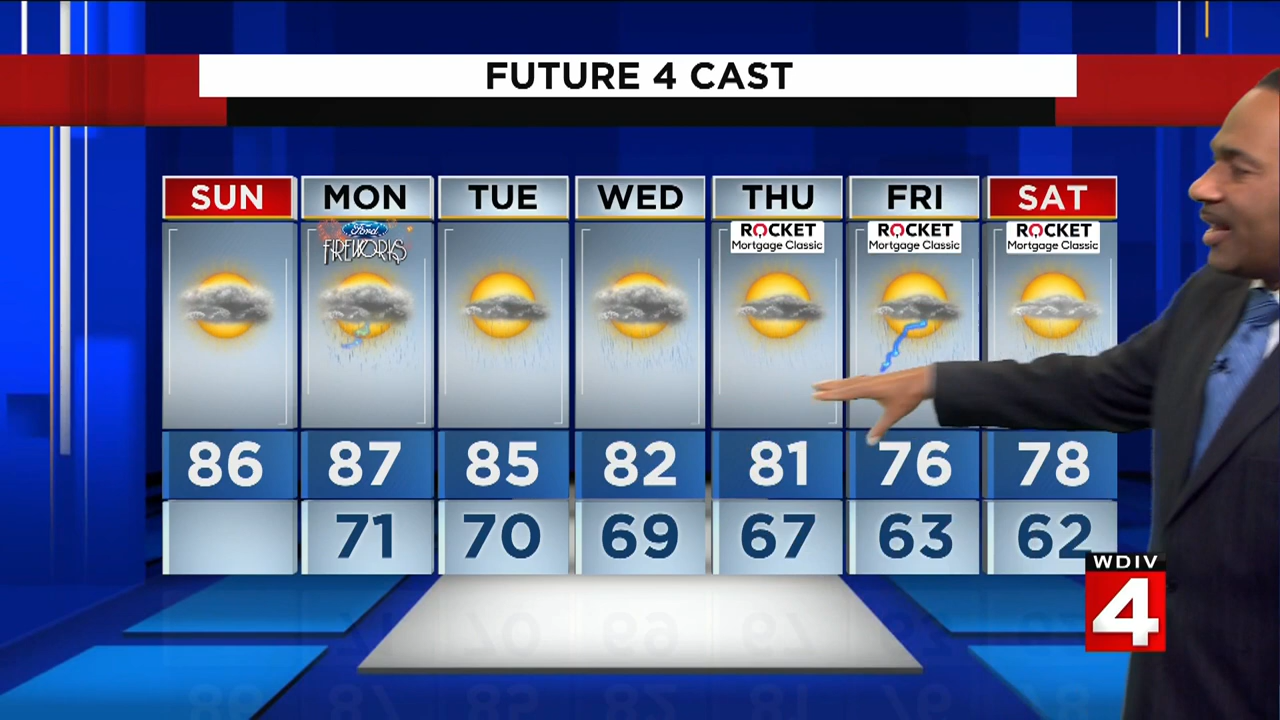 FUTURE 4 CAST
SUN MON TUE WED THU FRI SAT
Ford
FIREWORKS
ROCKET ROCKET ROCKET
Mortgage Classic Mortgage Classic Mortgage Classic
86 87 85 82 81 76 78
71 70 69 67 63 62
WDIV
4